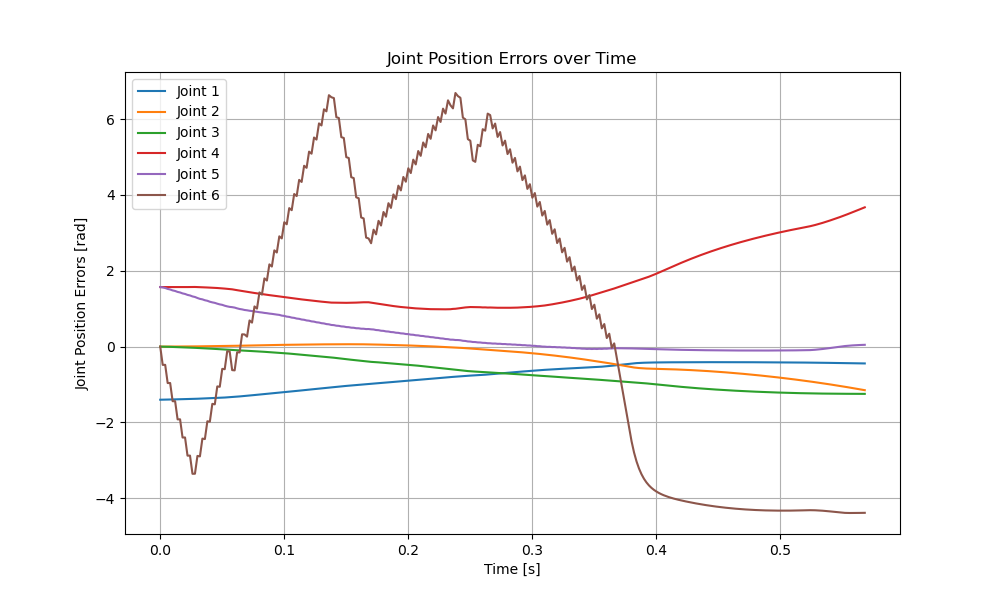 Joint Position Errors over Time
Joint Position Errors [rad]
6
4
2
0
−2
−4
Joint 1
Joint 2
Joint 3
Joint 4
Joint 5
Joint 6
0.0 0.1 0.2 0.3 0.4 0.5
Time [s]